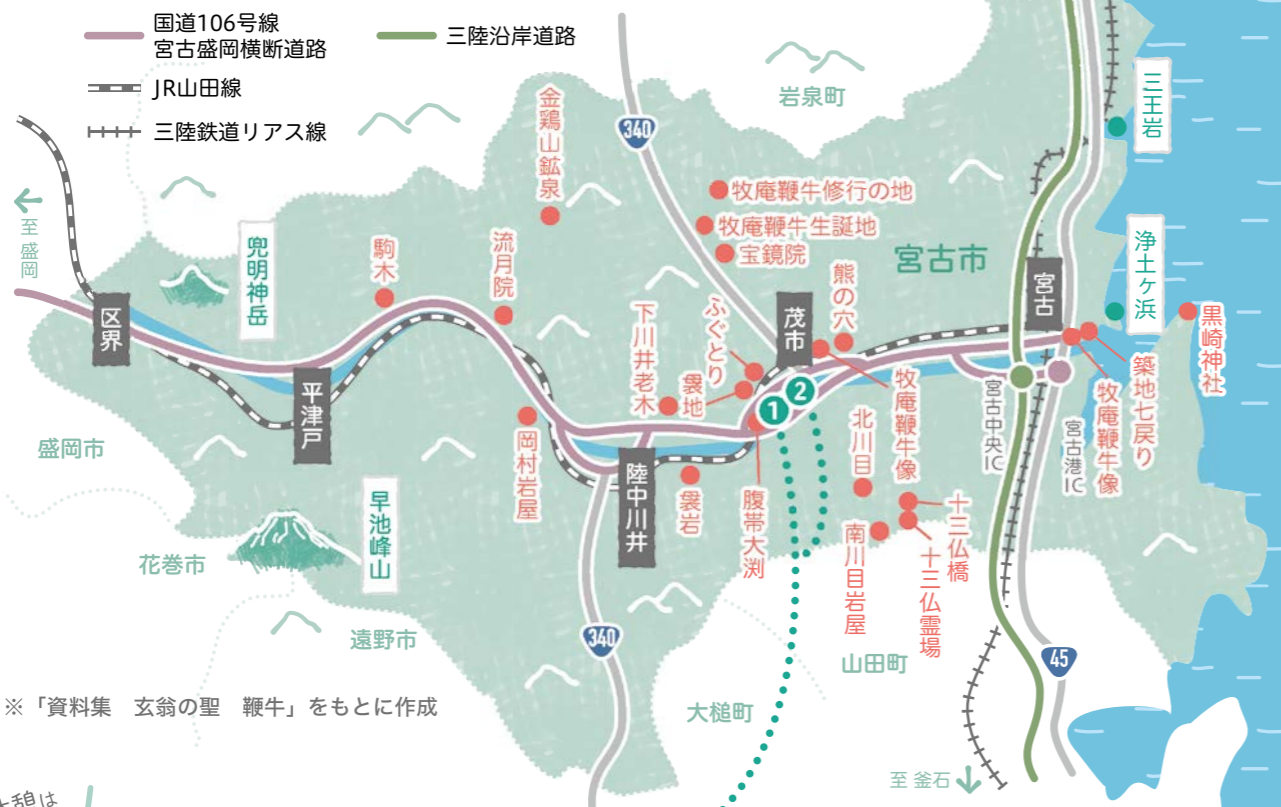 国道106号線
宮古盛岡横断道路
三陸沿岸道路
JR山田線
三陸鉄道リアス線
岩泉町
三王岩
金鶏山鉱泉
340
牧庵鞭牛修行の地
牧庵鞭牛生誕地
宝鏡院
宮古市
至 盛岡
兜明神岳
駒木
流月院
熊の穴
宮古
浄土ヶ浜
黒崎神社
区界
平津戸
下川井老木
ふぐとり
袰地
茂市
1
2
牧庵鞭牛像
北川目
宮古中央IC
宮古港IC
牧庵鞭牛像
築地七戻り
盛岡市
早池峰山
岡村岩屋
陸中川井
袰岩
腹帯大渕
南川目岩屋
十三仏橋
十三仏霊場
花巻市
遠野市
340
山田町
45
大槌町
※「資料集 玄翁の聖 鞭牛」をもとに作成
至 釜石